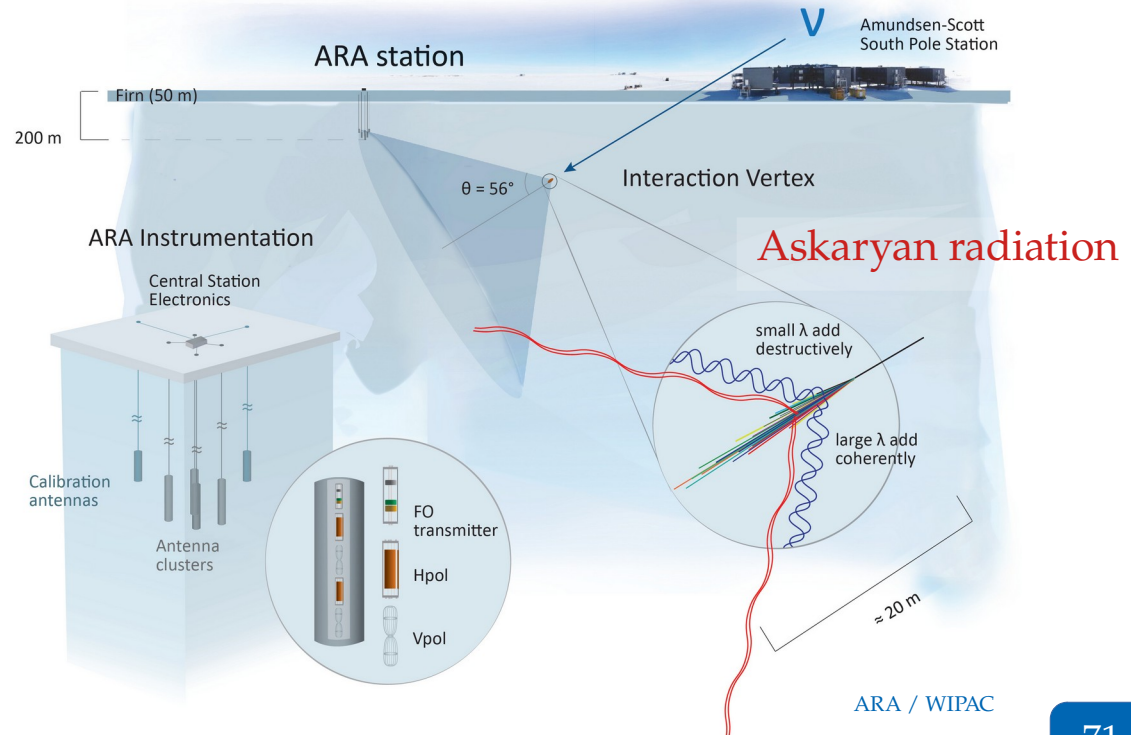 ν
Amundsen-Scott
South Pole Station
ARA station
Firn (50 m)
200 m
θ = 56°
Interaction Vertex
ARA Instrumentation
Askaryan radiation
Central Station
Electronics
small λ add
destructively
large λ add
coherently
≈
≈
≈
≈
Calibration
antennas
Antenna
clusters
FO
transmitter
Hpol
Vpol
≈ 20 m
ARA / WIPAC
71